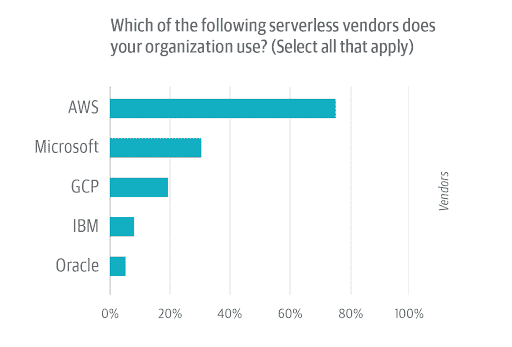 Which of the following serverless vendors does
your organization use? (Select all that apply)
AWS
Microsoft
GCP
IBM
Oracle
Vendors
0% 20% 40% 60% 80% 100%